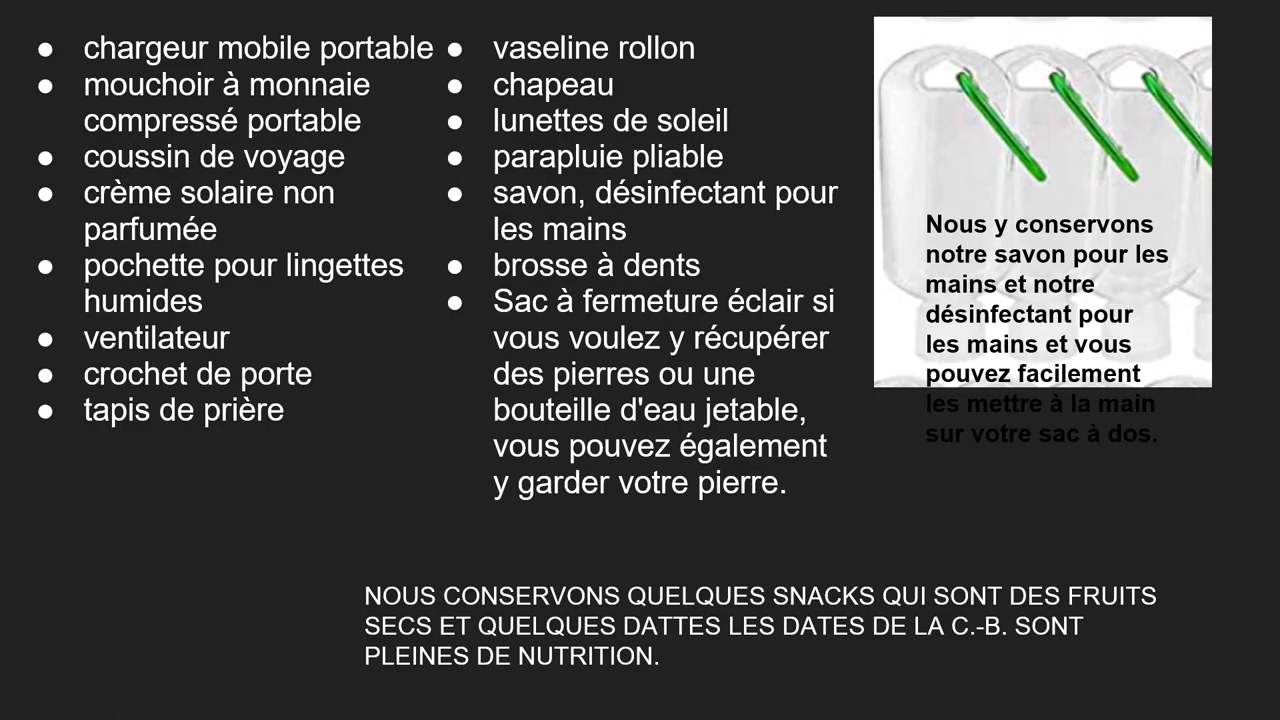 ● chargeur mobile portable
● mouchoir à monnaie
compressé portable
● coussin de voyage
● crème solaire non
parfumée
● pochette pour lingettes
humides
● ventilateur
● crochet de porte
● tapis de prière
● vaseline rollon
● chapeau
● lunettes de soleil
● parapluie pliable
● savon, désinfectant pour
les mains
● brosse à dents
● Sac à fermeture éclair si
vous voulez y récupérer
des pierres ou une
bouteille d'eau jetable,
vous pouvez également
y garder votre pierre.
Nous y conservons
notre savon pour les
mains et notre
désinfectant pour
les mains et vous
pouvez facilement
les mettre à la main
sur votre sac à dos.
NOUS CONSERVONS QUELQUES SNACKS QUI SONT DES FRUITS
SECS ET QUELQUES DATTES LES DATES DE LA C.-B. SONT
PLEINES DE NUTRITION.